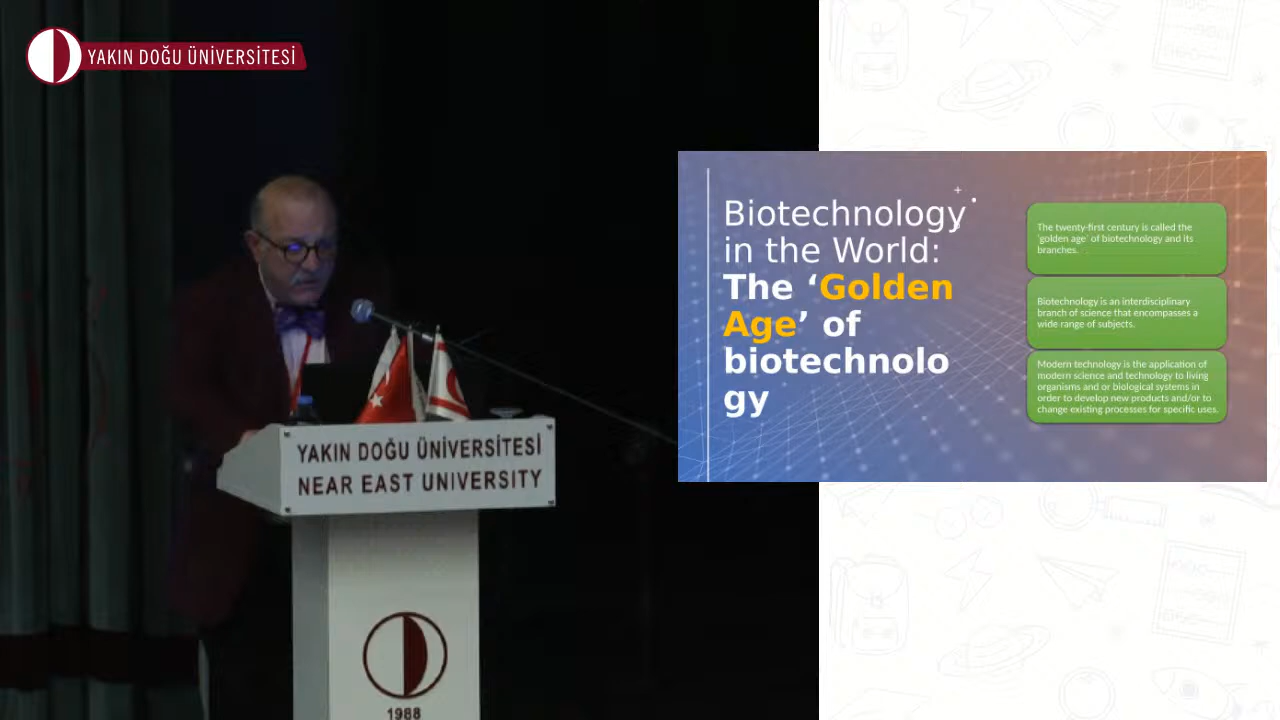 YAKIN DOĞU ÜNİVERSİTESİ
Biotechnology
in the World:
The ‘Golden
Age’ of
biotechnolo
gy
The twenty-first century is called the
'golden age' of biotechnology and its
branches.
Biotechnology is an interdisciplinary
branch of science that encompasses a
wide range of subjects.
Modern technology is the application of
modern science and technology to living
organisms and or biological systems in
order to develop new products and/or to
change existing processes for specific uses.
YAKIN DOĞU ÜNİVERSİTESİ
NEAR EAST UNIVERSITY
1988